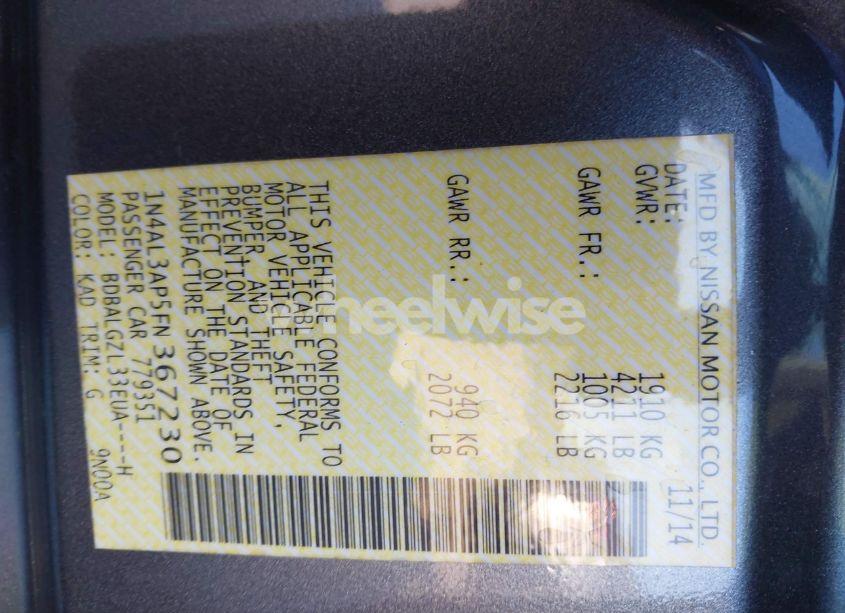 MFD BY NISSAN MOTOR CO., LTD.
DATE: 11/14
GVWR: 1910 KG
4211 LB
GAWR FR.: 1005 KG
2216 LB
GAWR RR.: 940 KG
2072 LB
THIS VEHICLE CONFORMS TO
ALL APPLICABLE FEDERAL
MOTOR VEHICLE SAFETY,
BUMPER, AND THEFT
PREVENTION STANDARDS IN
EFFECT ON THE DATE OF
MANUFACTURE SHOWN ABOVE.
1N4AL3AP5FN367230
PASSENGER CAR 779351
MODEL: BDBALGZL33EUA----H
COLOR: KAD TRIM: G 9N00A
heelwise